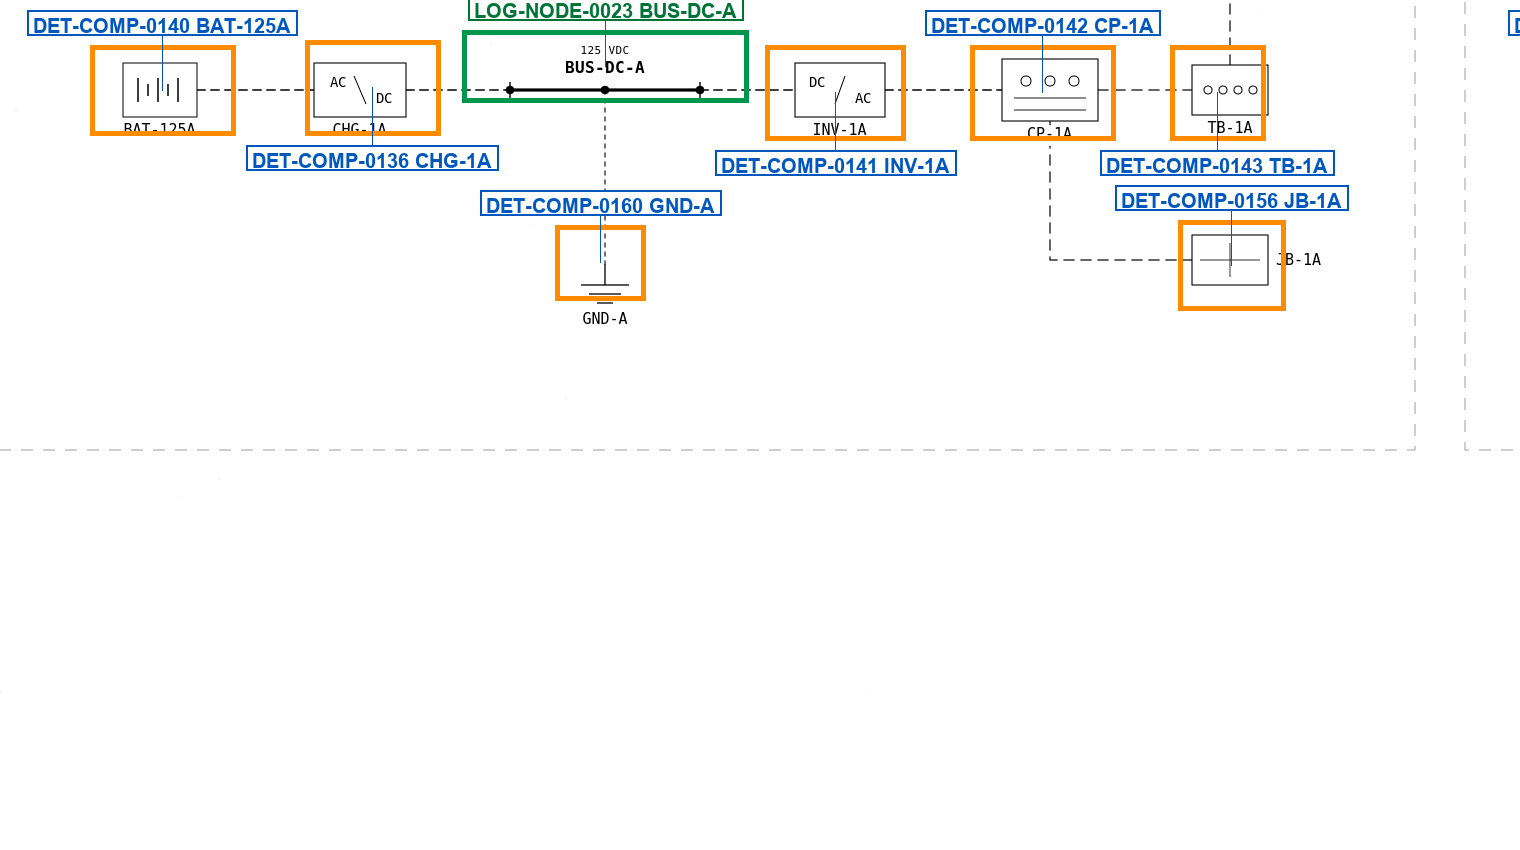 LOG-NODE-0023 BUS-DC-A
DET-COMP-0140 BAT-125A
DET-COMP-0142 CP-1A
125 VDC
BUS-DC-A
AC
DC
DC
AC
BAT-125A
CHG-1A
INV-1A
CP-1A
TB-1A
DET-COMP-0136 CHG-1A
DET-COMP-0141 INV-1A
DET-COMP-0143 TB-1A
DET-COMP-0160 GND-A
DET-COMP-0156 JB-1A
JB-1A
GND-A